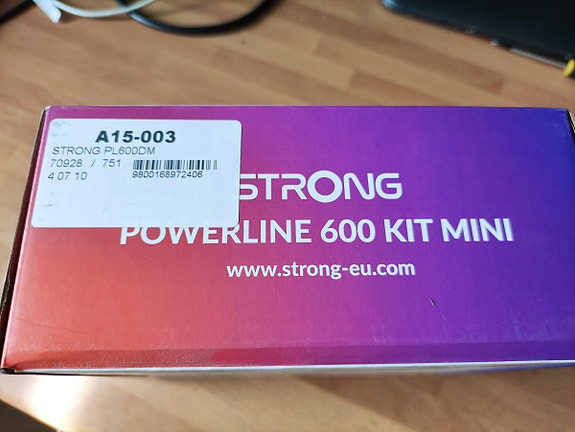 A15-003
STRONG PL600DM
70928 / 751
4 07 10
9800168972406
STRONG
POWERLINE 600 KIT MINI
www.strong-eu.com